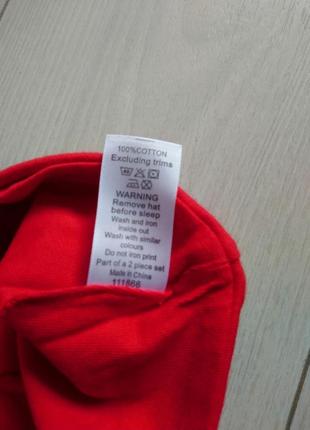 100%COTTON
Excluding trims
WARNING
Remove hat
before sleep
Wash and iron
inside out
Wash with similar
colours
Do not iron print
Part of a 2 piece set
Made in China
111868